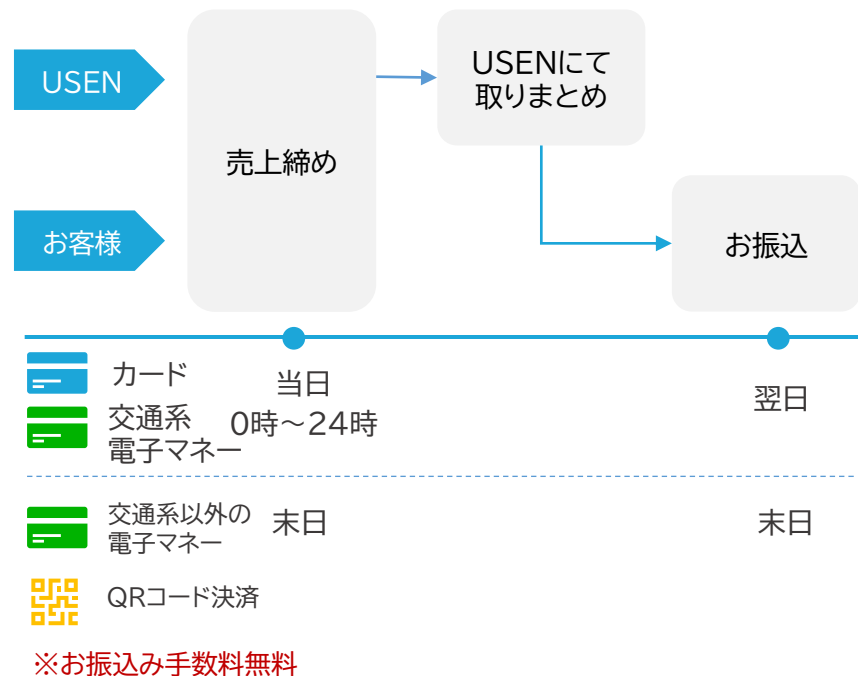 USEN
売上締め
USENにて
取りまとめ
お客様
お振込
カード
当日
翌日
交通系
電子マネー
0時～24時
交通系以外の
電子マネー
末日
末日
QRコード決済
※お振込み手数料無料